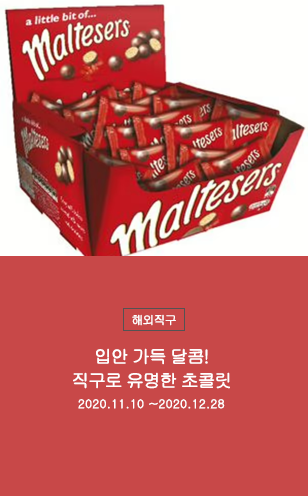 a little bit of...
Maltesers
Maltesers
해외직구
입안 가득 달콤!
직구로 유명한 초콜릿
2020.11.10 ~2020.12.28